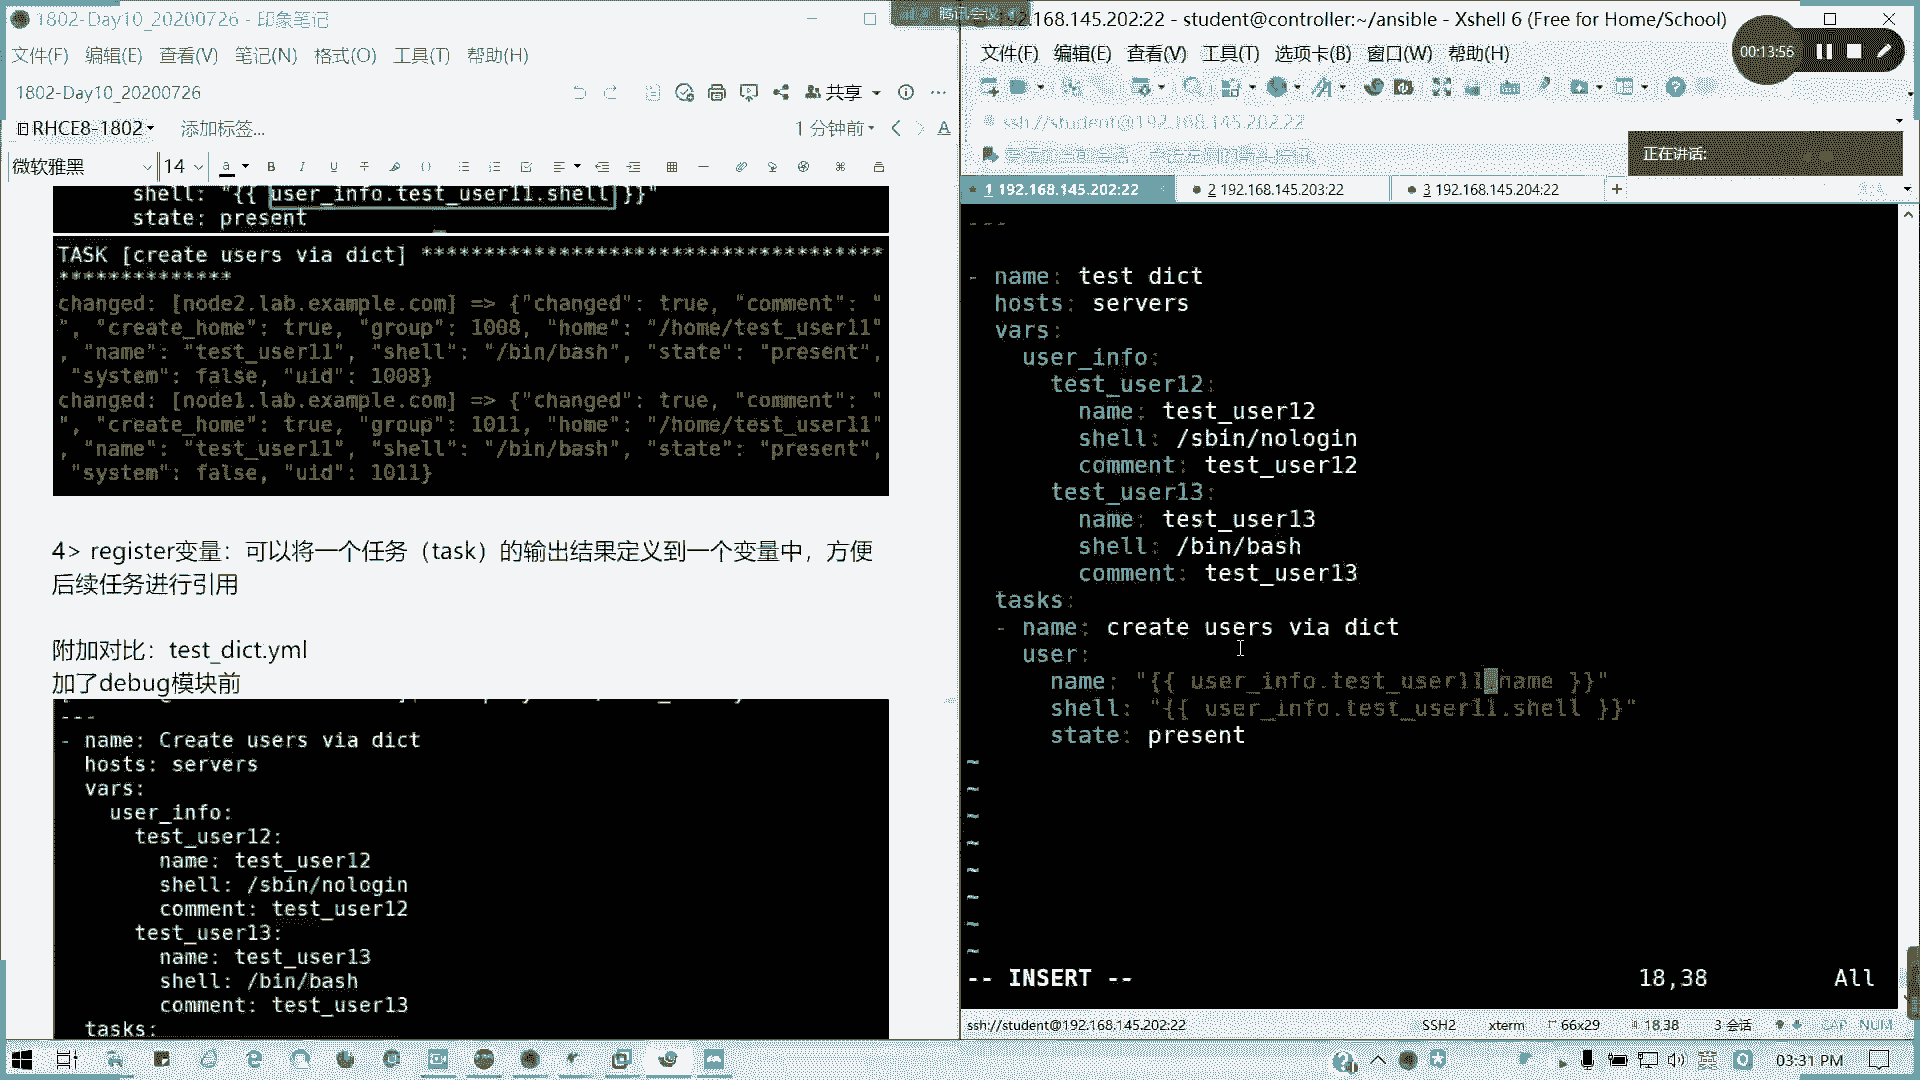 1802-Day10_20200726 - 印象笔记
文件(F) 编辑(E) 查看(V) 笔记(N) 格式(O) 工具(T) 帮助(H)
1802-Day10_20200726
共享
RHCE8-1802
添加标签...
1 分钟前
微软雅黑
14
shell: "{{ user_info.test_user11.shell }}"
state: present
TASK [create users via dict] *************************************
**************
changed: [node2.lab.example.com] => {"changed": true, "comment": "
", "create_home": true, "group": 1008, "home": "/home/test_user11"
, "name": "test_user11", "shell": "/bin/bash", "state": "present",
"system": false, "uid": 1008}
changed: [node1.lab.example.com] => {"changed": true, "comment": "
", "create_home": true, "group": 1011, "home": "/home/test_user11"
, "name": "test_user11", "shell": "/bin/bash", "state": "present",
"system": false, "uid": 1011}
4> register变量：可以将一个任务（task）的输出结果定义到一个变量中，方便
后续任务进行引用
附加对比：test_dict.yml
加了debug模块前
---
- name: Create users via dict
hosts: servers
vars:
user_info:
test_user12:
name: test_user12
shell: /sbin/nologin
comment: test_user12
test_user13:
name: test_user13
shell: /bin/bash
comment: test_user13
tasks:
腾讯会议
192.168.145.202:22 - student@controller:~/ansible - Xshell 6 (Free for Home/School)
文件(F) 编辑(E) 查看(V) 工具(T) 选项卡(B) 窗口(W) 帮助(H)
00:13:56
ssh://student@192.168.145.202:22
正在讲话:
1 192.168.145.202:22
2 192.168.145.203:22
3 192.168.145.204:22
---
- name: test dict
hosts: servers
vars:
user_info:
test_user12:
name: test_user12
shell: /sbin/nologin
comment: test_user12
test_user13:
name: test_user13
shell: /bin/bash
comment: test_user13
tasks:
- name: create users via dict
user:
name: "{{ user_info.test_user11.name }}"
shell: "{{ user_info.test_user11.shell }}"
state: present
~
~
~
~
~
~
~
~
-- INSERT --
18,38
All
ssh://student@192.168.145.202:22
SSH2
xterm
66x29
18,38
3 会话
CAP
NUM
英
03:31 PM